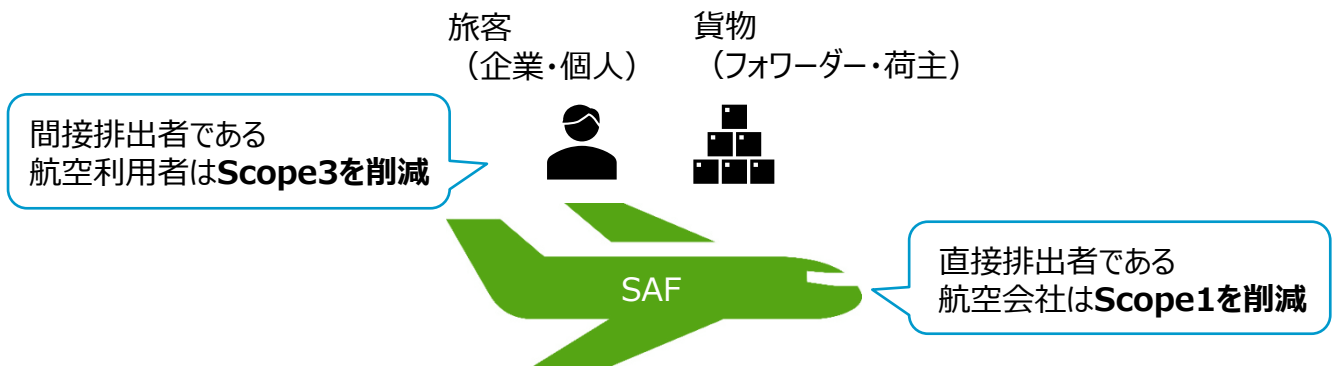 旅客
（企業・個人）
貨物
（フォワーダー・荷主）
間接排出者である
航空利用者はScope3を削減
SAF
直接排出者である
航空会社はScope1を削減